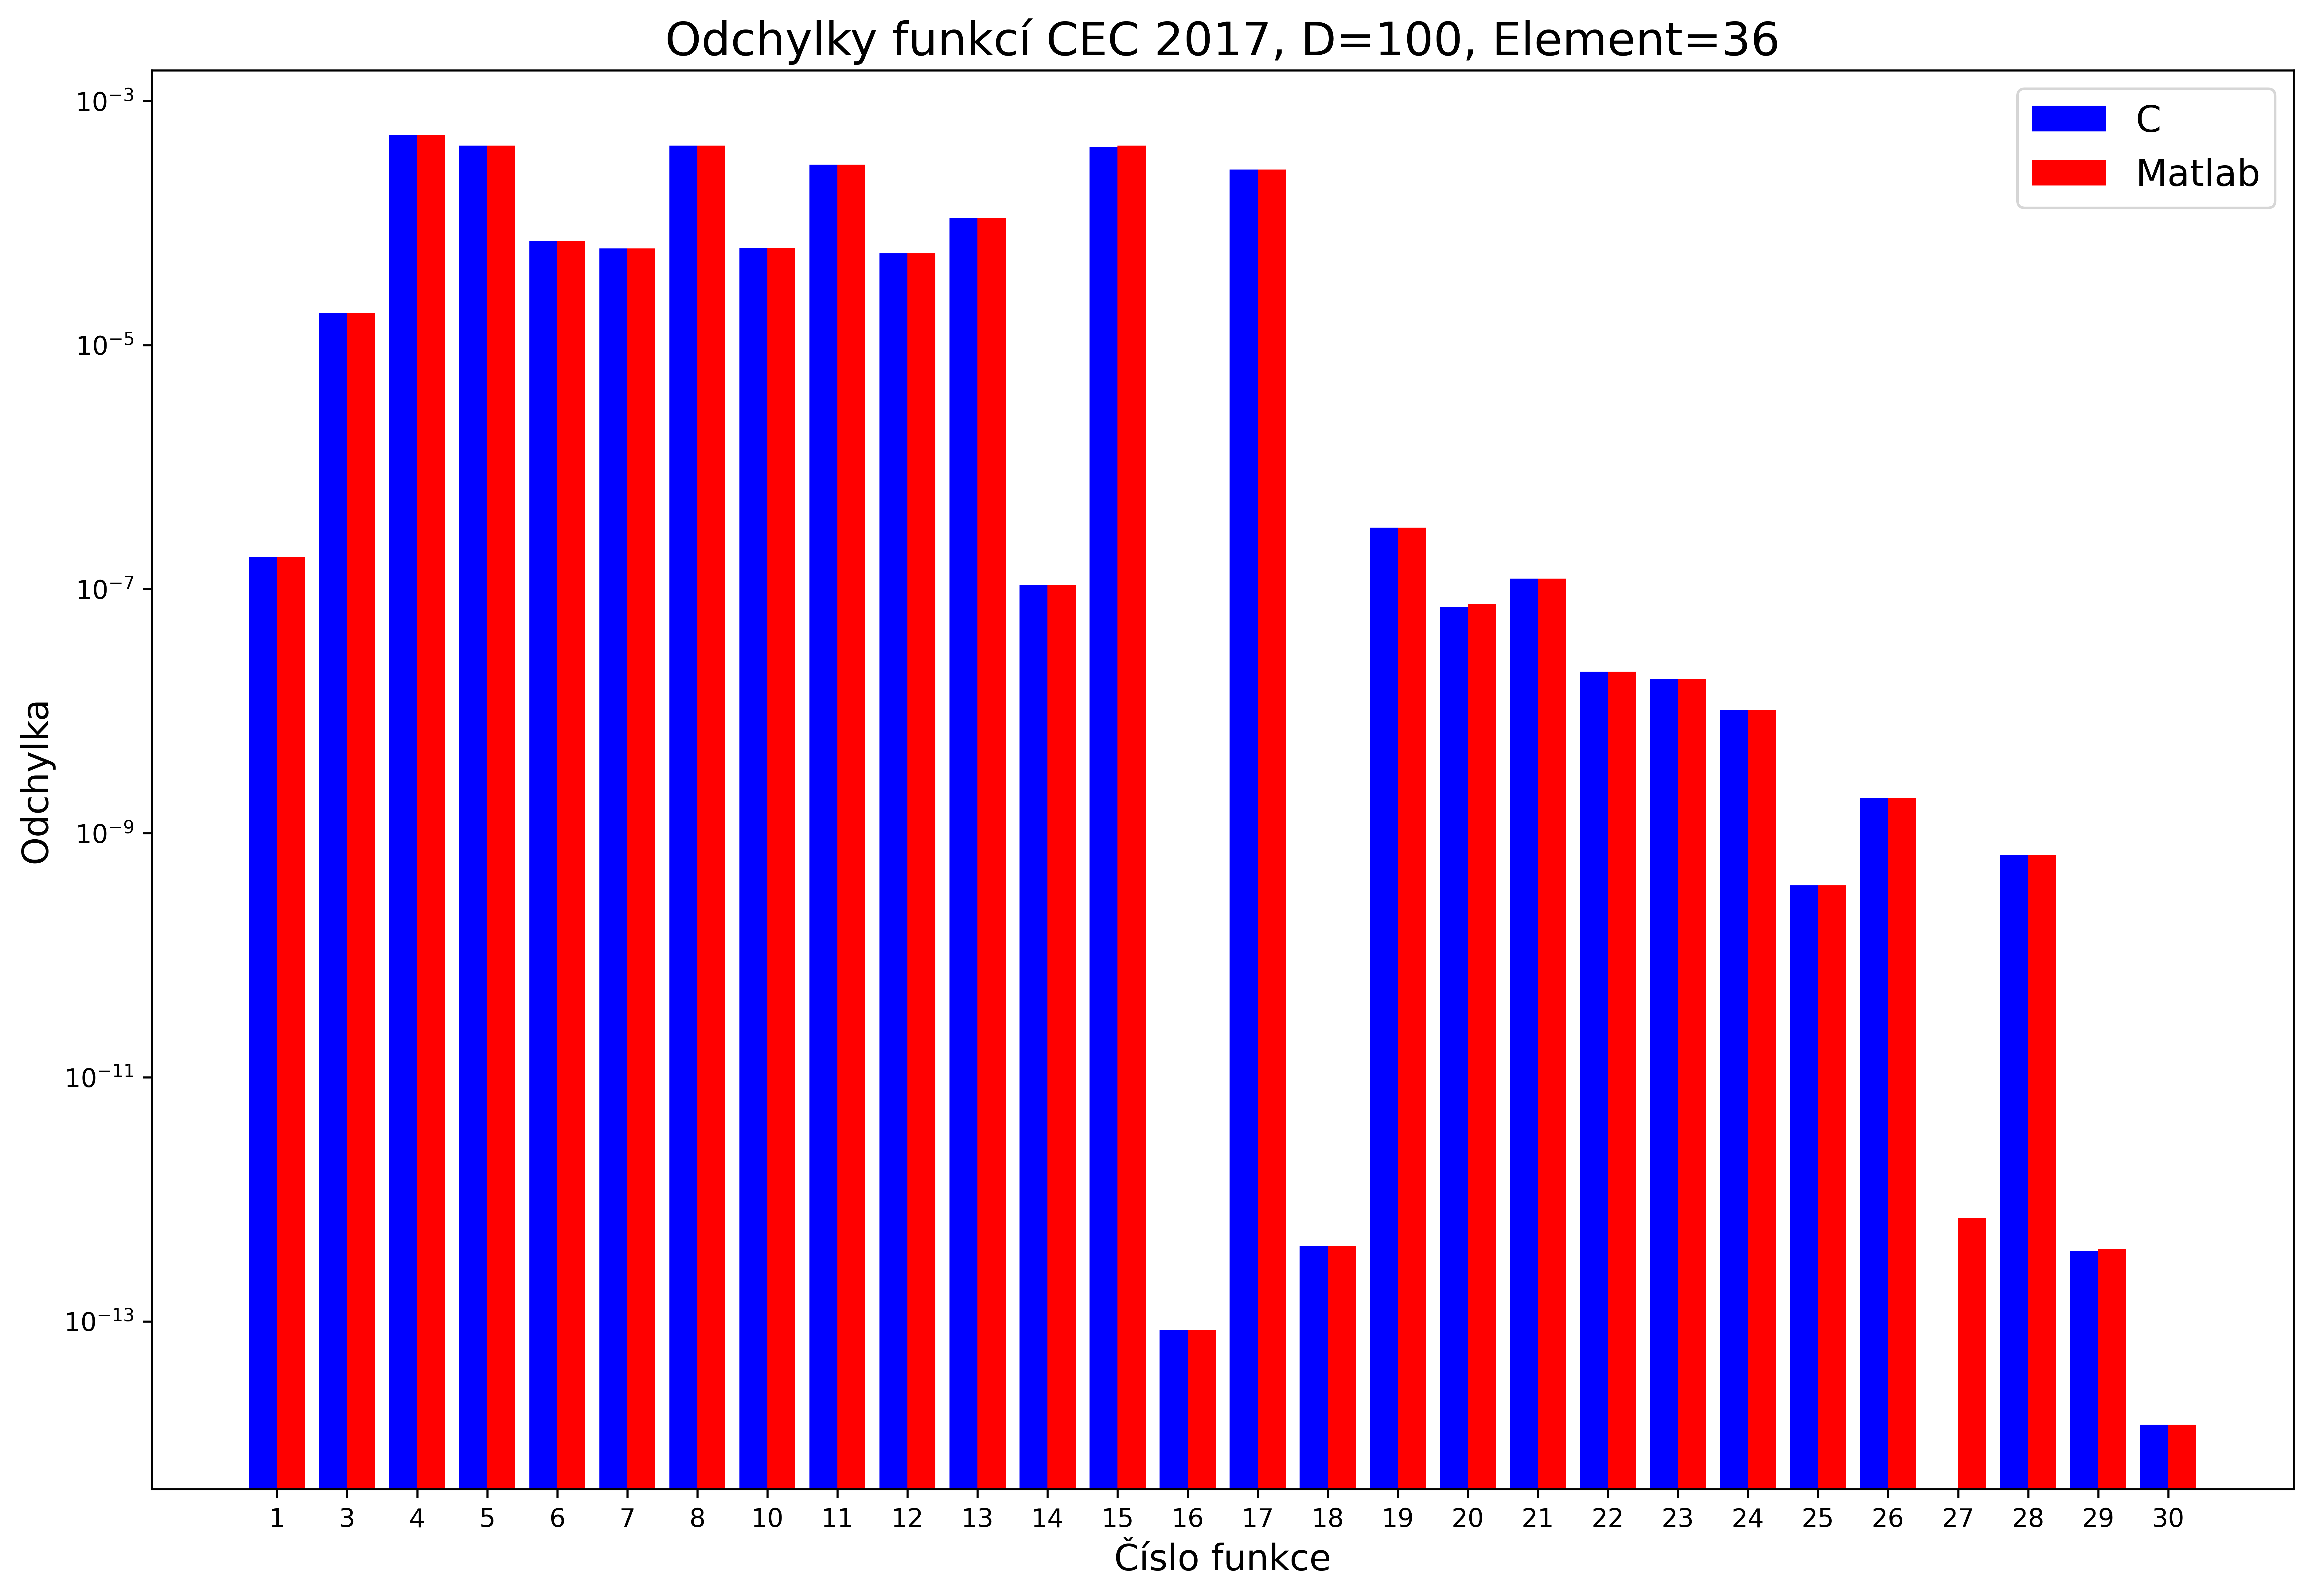 Odchylky funkcí CEC 2017, D=100, Element=36
C
Matlab
Odchylka
10⁻³
10⁻⁵
10⁻⁷
10⁻⁹
10⁻¹¹
10⁻¹³
1 3 4 5 6 7 8 10 11 12 13 14 15 16 17 18 19 20 21 22 23 24 25 26 27 28 29 30
Číslo funkce